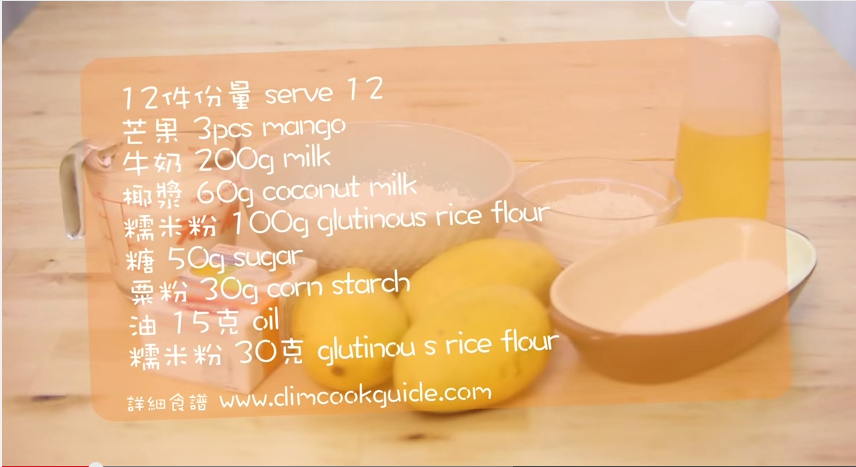 12件份量 serve 12
芒果 3pcs mango
牛奶 200g milk
椰漿 60g coconut milk
糯米粉 100g glutinous rice flour
糖 50g sugar
粟粉 30g corn starch
油 15克 oil
糯米粉 30克 glutinou s rice flour
詳細食譜 www.dimcookguide.com